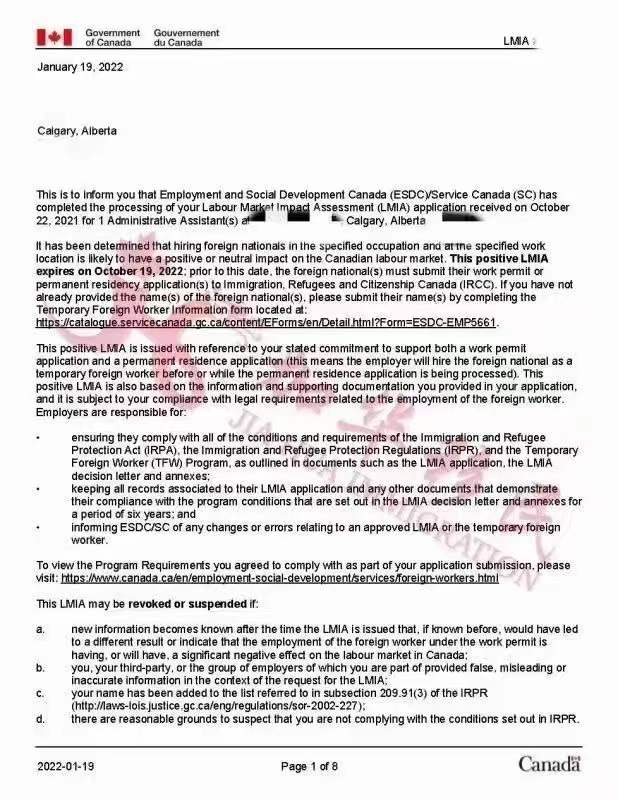 Government of Canada
Gouvernement du Canada
LMIA
January 19, 2022
Calgary, Alberta
This is to inform you that Employment and Social Development Canada (ESDC)/Service Canada (SC) has
completed the processing of your Labour Market Impact Assessment (LMIA) application received on October
22, 2021 for 1 Administrative Assistant(s) at Calgary, Alberta
It has been determined that hiring foreign nationals in the specified occupation and at the specified work
location is likely to have a positive or neutral impact on the Canadian labour market. This positive LMIA
expires on October 19, 2022; prior to this date, the foreign national(s) must submit their work permit or
permanent residency application(s) to Immigration, Refugees and Citizenship Canada (IRCC). If you have not
already provided the name(s) of the foreign national(s), please submit their name(s) by completing the
Temporary Foreign Worker Information form located at:
https://catalogue.servicecanada.gc.ca/content/EForms/en/Detail.html?Form=ESDC-EMP5661.
This positive LMIA is issued with reference to your stated commitment to support both a work permit
application and a permanent residence application (this means the employer will hire the foreign national as a
temporary foreign worker before or while the permanent residence application is being processed). This
positive LMIA is also based on the information and supporting documentation you provided in your application,
and it is subject to your compliance with legal requirements related to the employment of the foreign worker.
Employers are responsible for:
• ensuring they comply with all of the conditions and requirements of the Immigration and Refugee
Protection Act (IRPA), the Immigration and Refugee Protection Regulations (IRPR), and the Temporary
Foreign Worker (TFW) Program, as outlined in documents such as the LMIA application, the LMIA
decision letter and annexes;
• keeping all records associated to their LMIA application and any other documents that demonstrate
their compliance with the program conditions that are set out in the LMIA decision letter and annexes for
a period of six years; and
• informing ESDC/SC of any changes or errors relating to an approved LMIA or the temporary foreign
worker.
To view the Program Requirements you agreed to comply with as part of your application submission, please
visit: https://www.canada.ca/en/employment-social-development/services/foreign-workers.html
This LMIA may be revoked or suspended if:
a. new information becomes known after the time the LMIA is issued that, if known before, would have led
to a different result or indicate that the employment of the foreign worker under the work permit is
having, or will have, a significant negative effect on the labour market in Canada;
b. you, your third-party, or the group of employers of which you are part of provided false, misleading or
inaccurate information in the context of the request for the LMIA;
c. your name has been added to the list referred to in subsection 209.91(3) of the IRPR
(http://laws-lois.justice.gc.ca/eng/regulations/sor-2002-227);
d. there are reasonable grounds to suspect that you are not complying with the conditions set out in IRPR.
2022-01-19
Page 1 of 8
Canada
IMMIGRATION